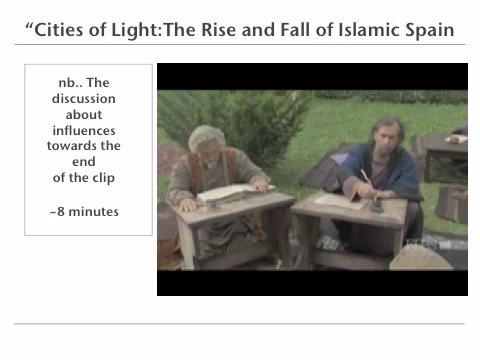 “Cities of Light:The Rise and Fall of Islamic Spain
nb.. The
discussion
about
influences
towards the
end
of the clip
~8 minutes